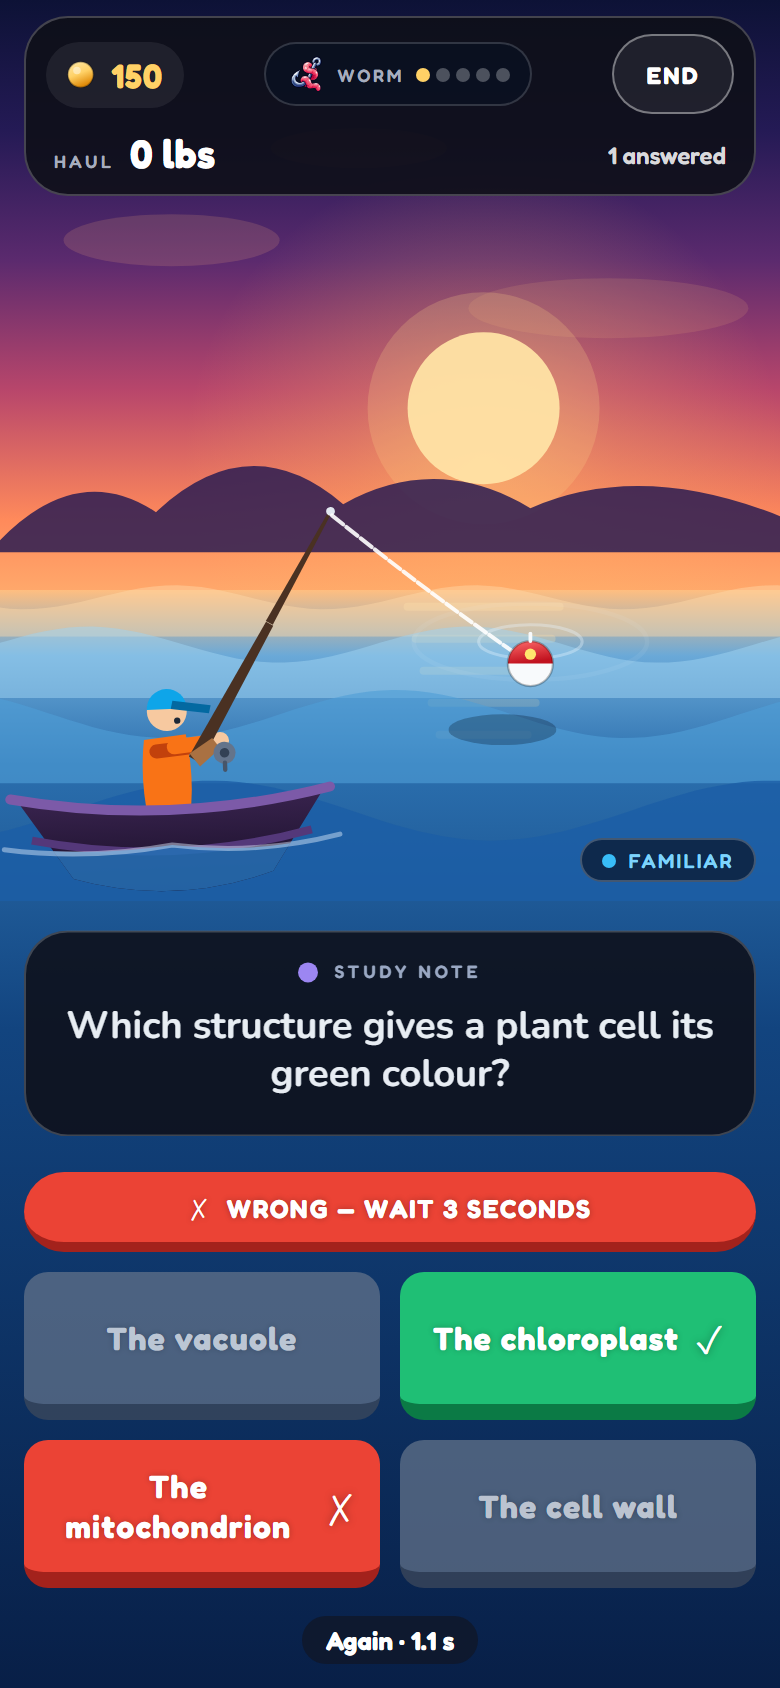 150
WORM
END
HAUL 0 lbs
1 answered
FAMILIAR
STUDY NOTE
Which structure gives a plant cell its
green colour?
✗ WRONG – WAIT 3 SECONDS
The vacuole
The chloroplast ✓
The
mitochondrion ✗
The cell wall
Again · 1.1 s